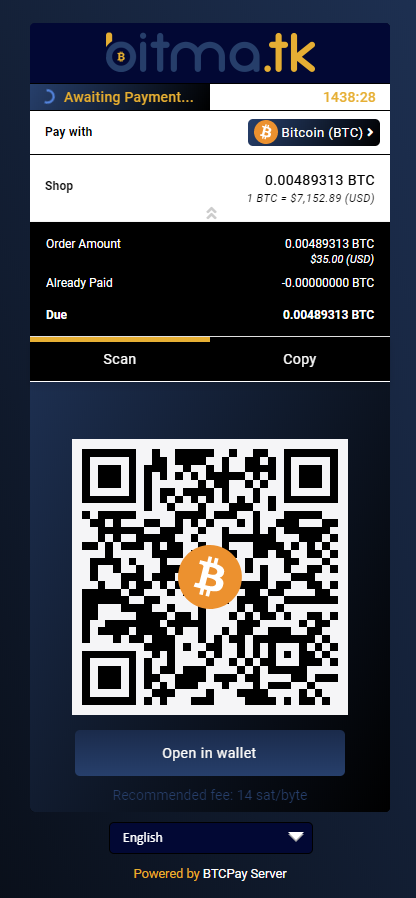 bitma.tk
Awaiting Payment... 1438:28
Pay with Bitcoin (BTC)
Shop 0.00489313 BTC
1 BTC = $7,152.89 (USD)
Order Amount 0.00489313 BTC
$35.00 (USD)
Already Paid -0.00000000 BTC
Due 0.00489313 BTC
Scan Copy
Open in wallet
Recommended fee: 14 sat/byte
English
Powered by BTCPay Server